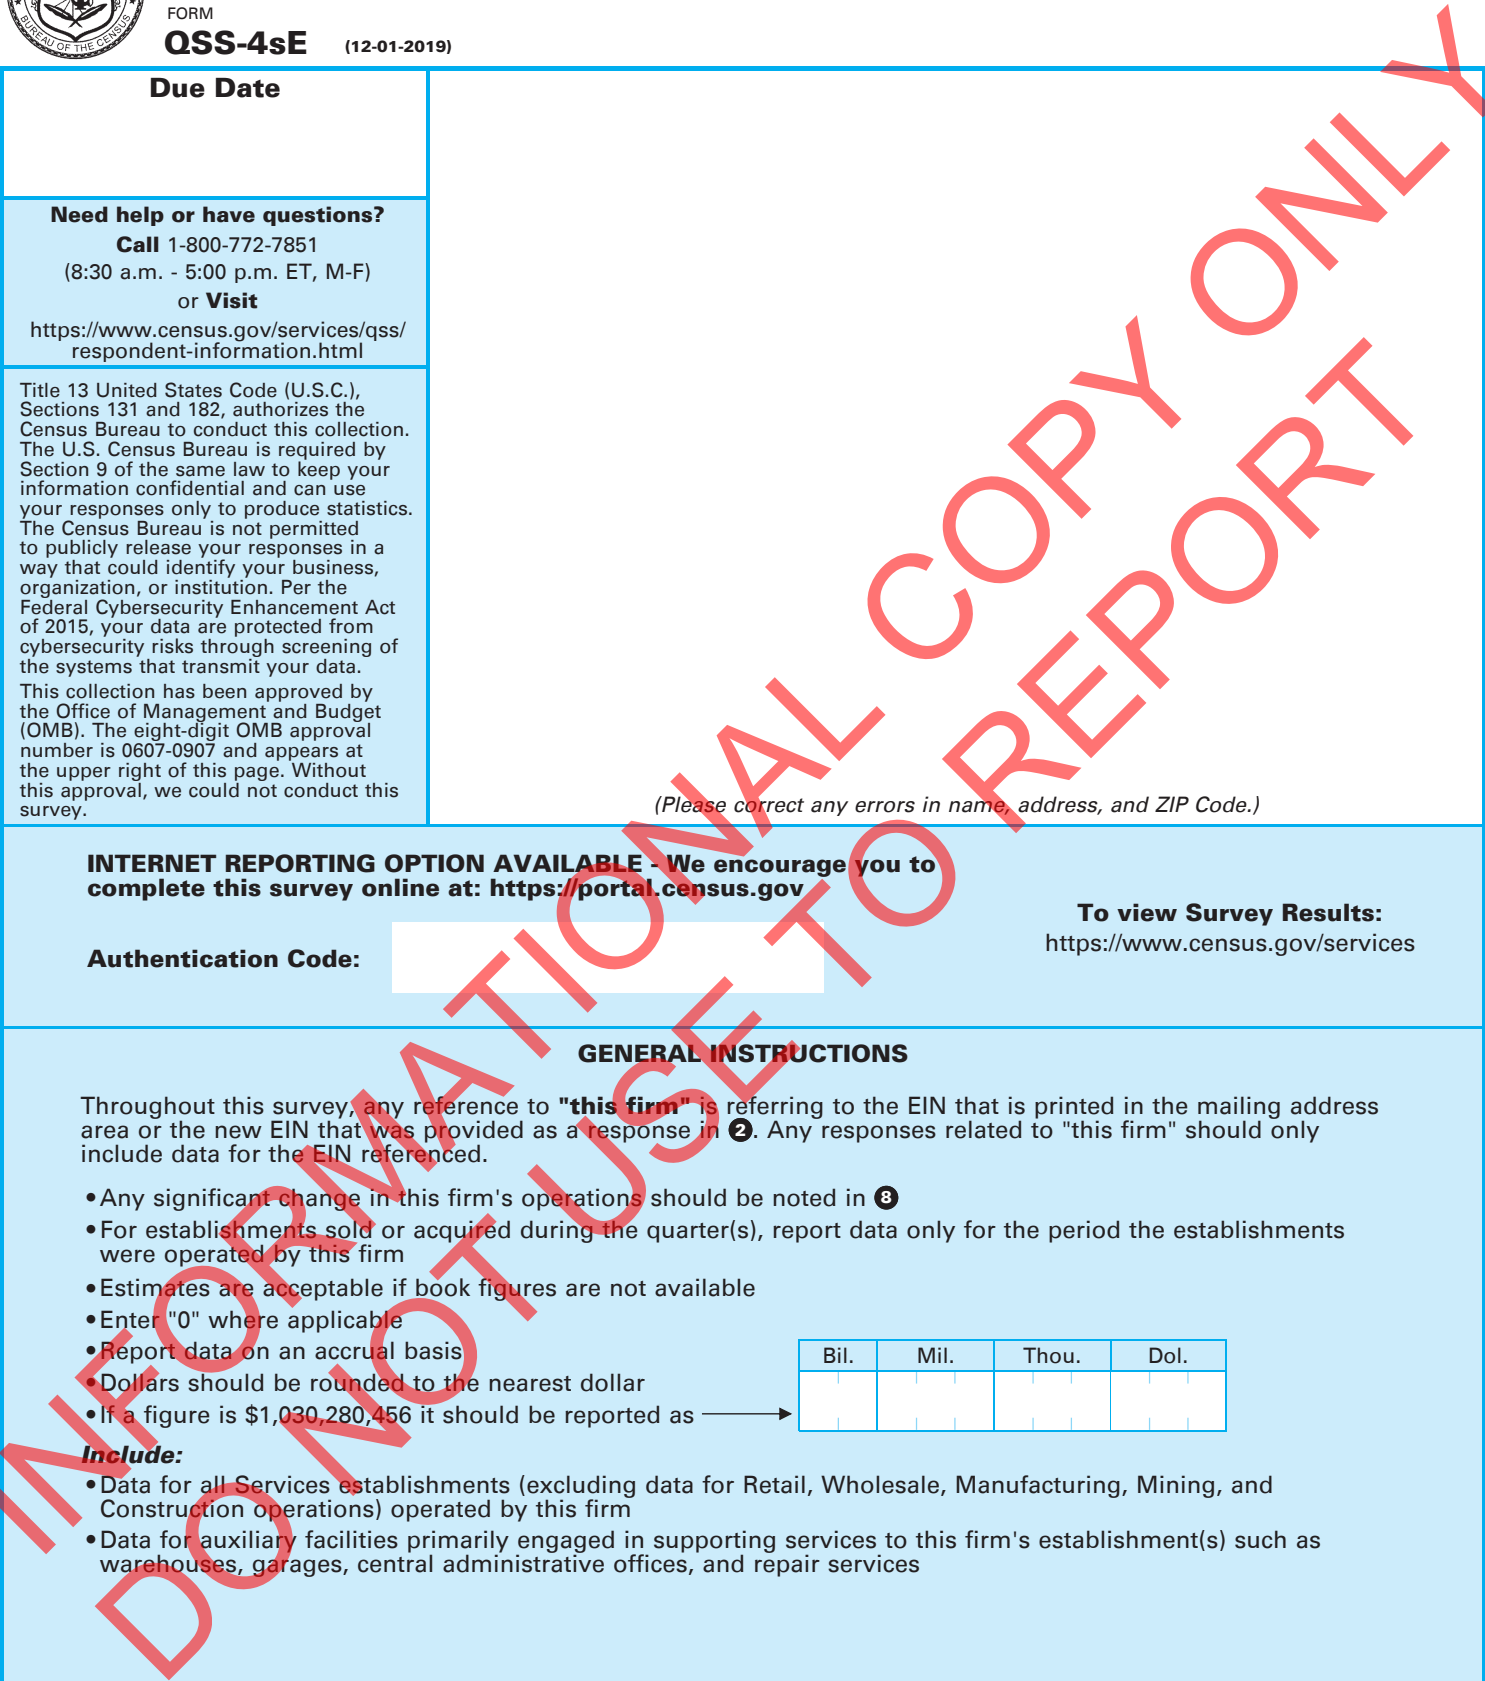 BUREAU OF THE CENSUS
FORM
QSS-4sE (12-01-2019)
Due Date
Need help or have questions?
Call 1-800-772-7851
(8:30 a.m. - 5:00 p.m. ET, M-F)
or Visit
https://www.census.gov/services/qss/
respondent-information.html
Title 13 United States Code (U.S.C.),
Sections 131 and 182, authorizes the
Census Bureau to conduct this collection.
The U.S. Census Bureau is required by
Section 9 of the same law to keep your
information confidential and can use
your responses only to produce statistics.
The Census Bureau is not permitted
to publicly release your responses in a
way that could identify your business,
organization, or institution. Per the
Federal Cybersecurity Enhancement Act
of 2015, your data are protected from
cybersecurity risks through screening of
the systems that transmit your data.
This collection has been approved by
the Office of Management and Budget
(OMB). The eight-digit OMB approval
number is 0607-0907 and appears at
the upper right of this page. Without
this approval, we could not conduct this
survey.
(Please correct any errors in name, address, and ZIP Code.)
INTERNET REPORTING OPTION AVAILABLE - We encourage you to
complete this survey online at: https://portal.census.gov
Authentication Code:
To view Survey Results:
https://www.census.gov/services
GENERAL INSTRUCTIONS
Throughout this survey, any reference to "this firm" is referring to the EIN that is printed in the mailing address
area or the new EIN that was provided as a response in 2. Any responses related to "this firm" should only
include data for the EIN referenced.
• Any significant change in this firm's operations should be noted in 8
• For establishments sold or acquired during the quarter(s), report data only for the period the establishments
were operated by this firm
• Estimates are acceptable if book figures are not available
• Enter "0" where applicable
• Report data on an accrual basis
• Dollars should be rounded to the nearest dollar
• If a figure is $1,030,280,456 it should be reported as
Bil. Mil. Thou. Dol.
Include:
• Data for all Services establishments (excluding data for Retail, Wholesale, Manufacturing, Mining, and
Construction operations) operated by this firm
• Data for auxiliary facilities primarily engaged in supporting services to this firm's establishment(s) such as
warehouses, garages, central administrative offices, and repair services
INFORMATIONAL COPY ONLY
DO NOT USE TO REPORT